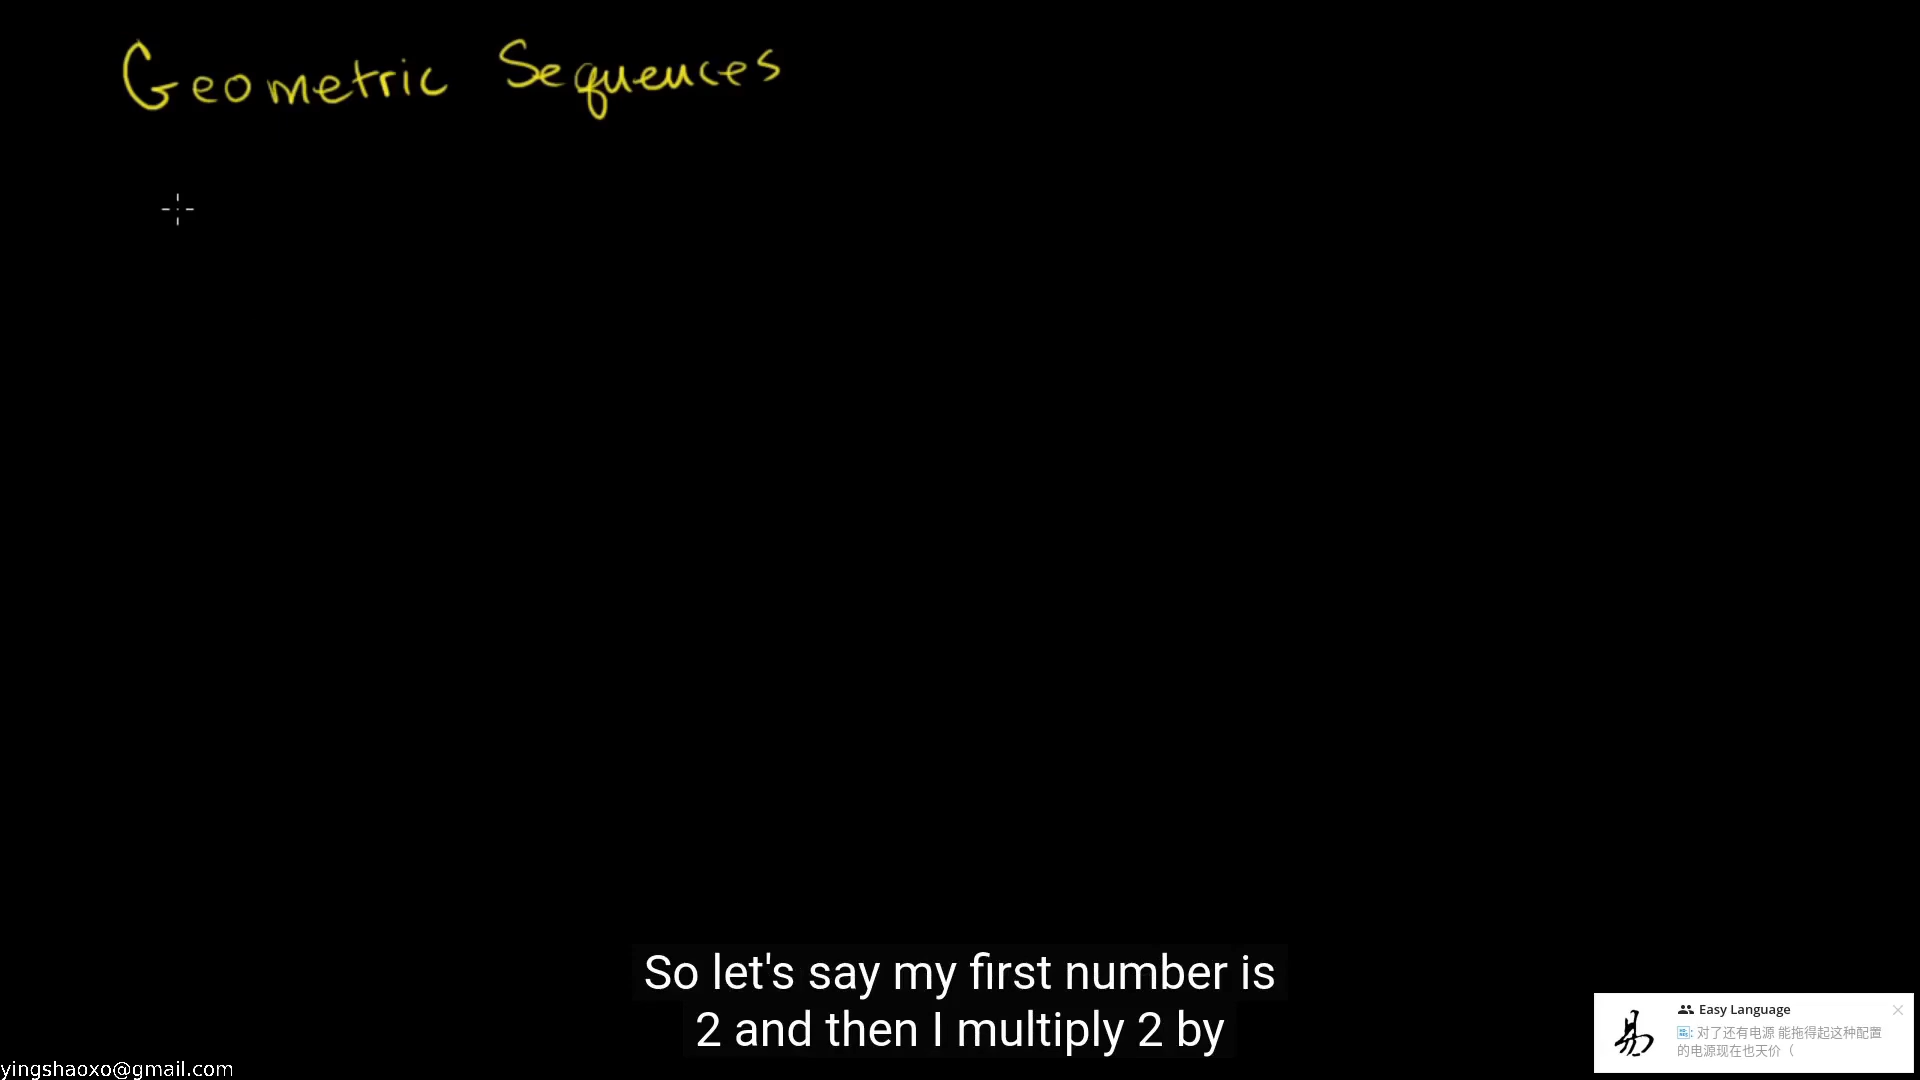 Geometric Sequences
So let's say my first number is
2 and then I multiply 2 by
Easy Language
: 对了还有电源 能拖得起这种配置
的电源现在也天价（
易
yingshaoxo@gmail.com